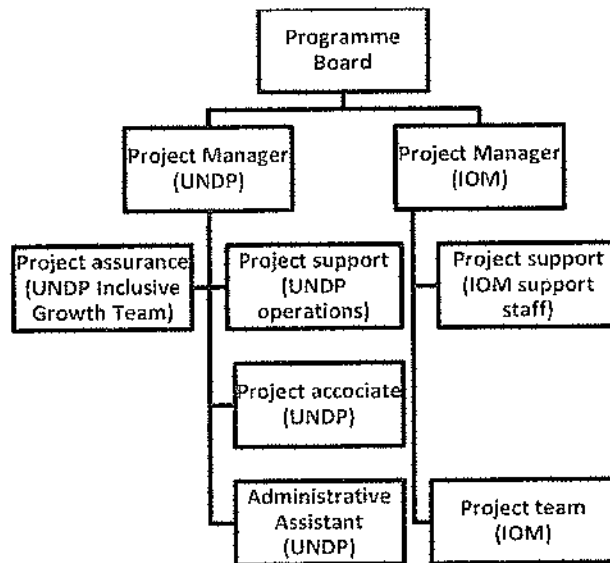 Programme
Board
Project Manager
(UNDP)
Project Manager
(IOM)
Project assurance
(UNDP Inclusive
Growth Team)
Project support
(UNDP
operations)
Project support
(IOM support
staff)
Project accociate
(UNDP)
Administrative
Assistant
(UNDP)
Project team
(IOM)